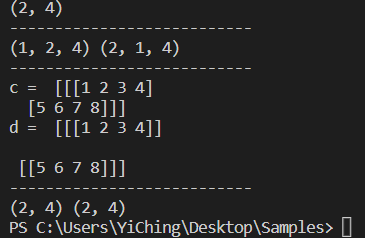 (2, 4)
---------------------------
(1, 2, 4) (2, 1, 4)
---------------------------
c =  [[[1 2 3 4]
  [5 6 7 8]]]
d =  [[[1 2 3 4]]

 [[5 6 7 8]]]
---------------------------
(2, 4) (2, 4)
PS C:\Users\YiChing\Desktop\Samples>